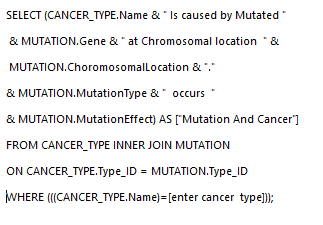 SELECT (CANCER_TYPE.Name & " Is caused by Mutated "
& MUTATION.Gene & " at Chromosomal location  " &
MUTATION.ChoromosomalLocation & "."
& MUTATION.MutationType & "  occurs  "
& MUTATION.MutationEffect) AS ["Mutation And Cancer"]
FROM CANCER_TYPE INNER JOIN MUTATION
ON CANCER_TYPE.Type_ID = MUTATION.Type_ID
WHERE (((CANCER_TYPE.Name)=[enter cancer  type]));